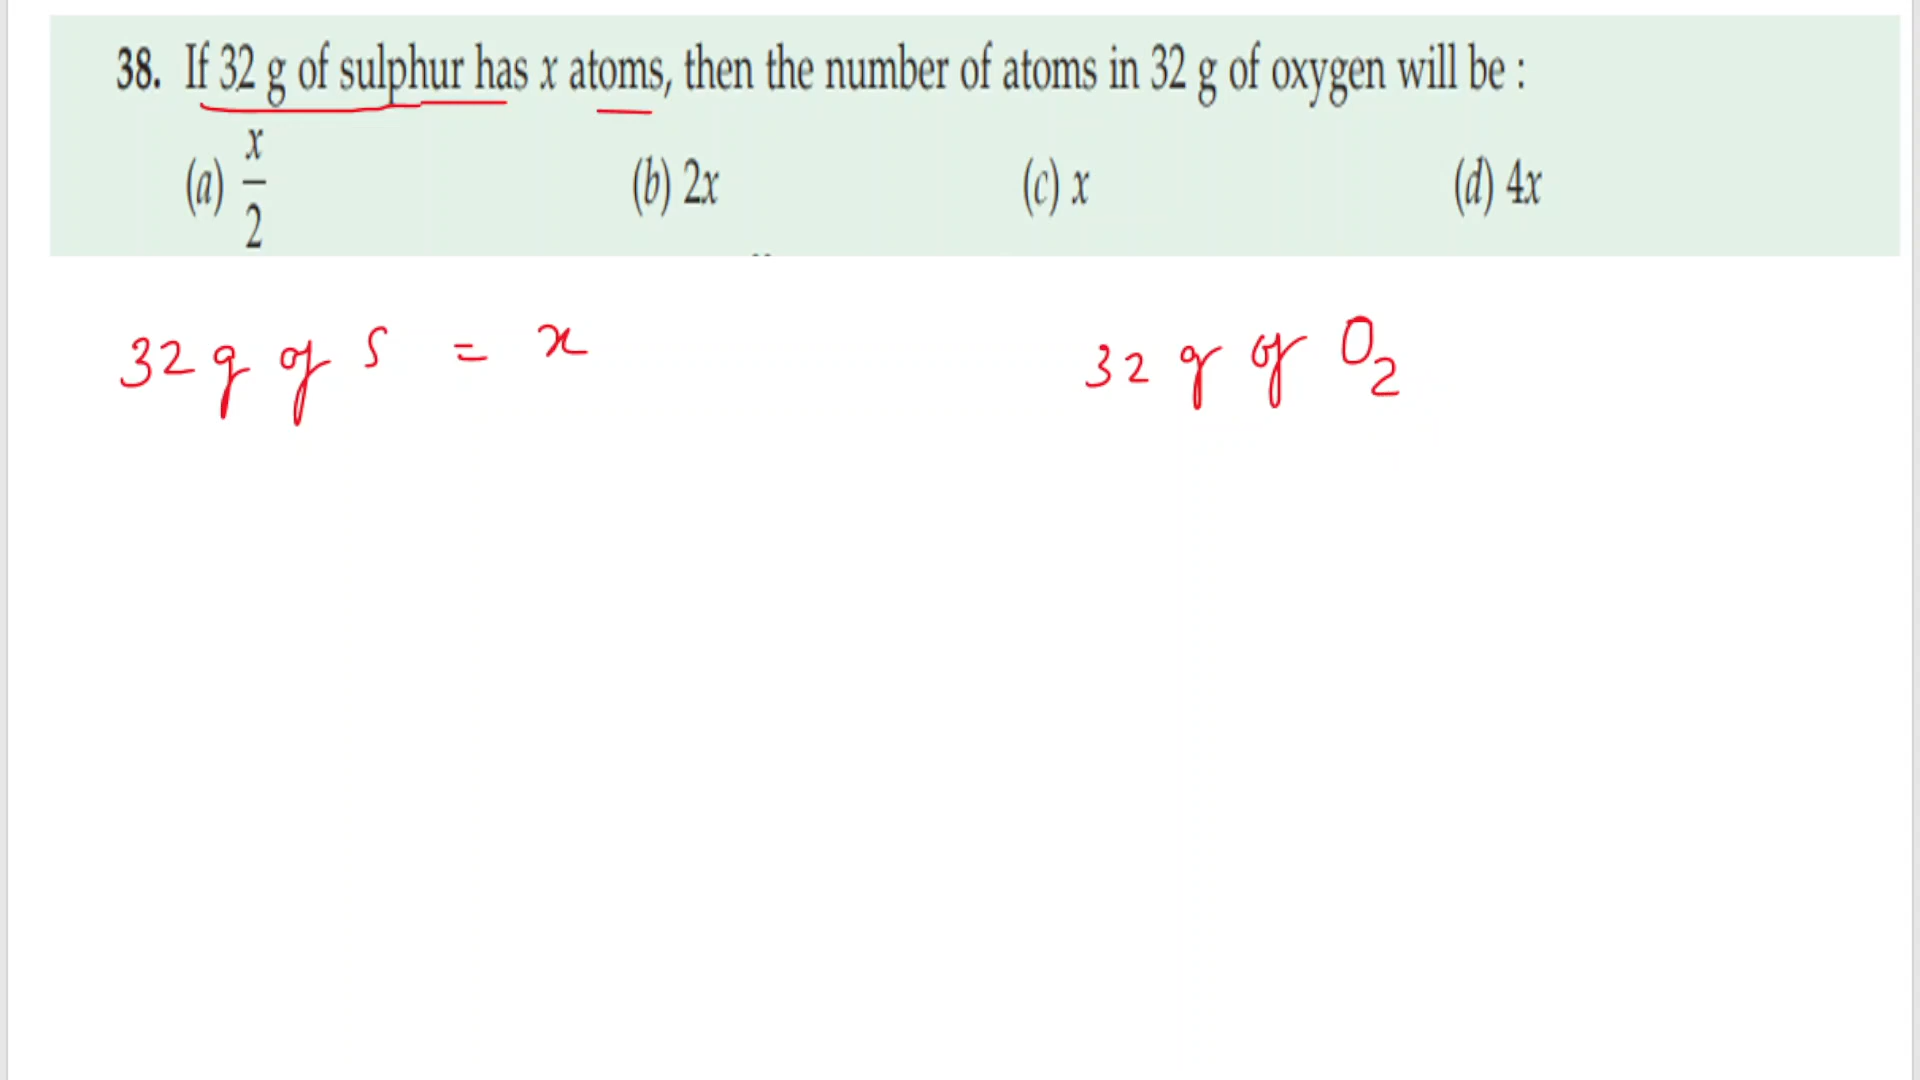 38. If 32 g of sulphur has x atoms, then the number of atoms in 32 g of oxygen will be :
(a) x/2 (b) 2x (c) x (d) 4x
32 g of S = x 32 g of O2